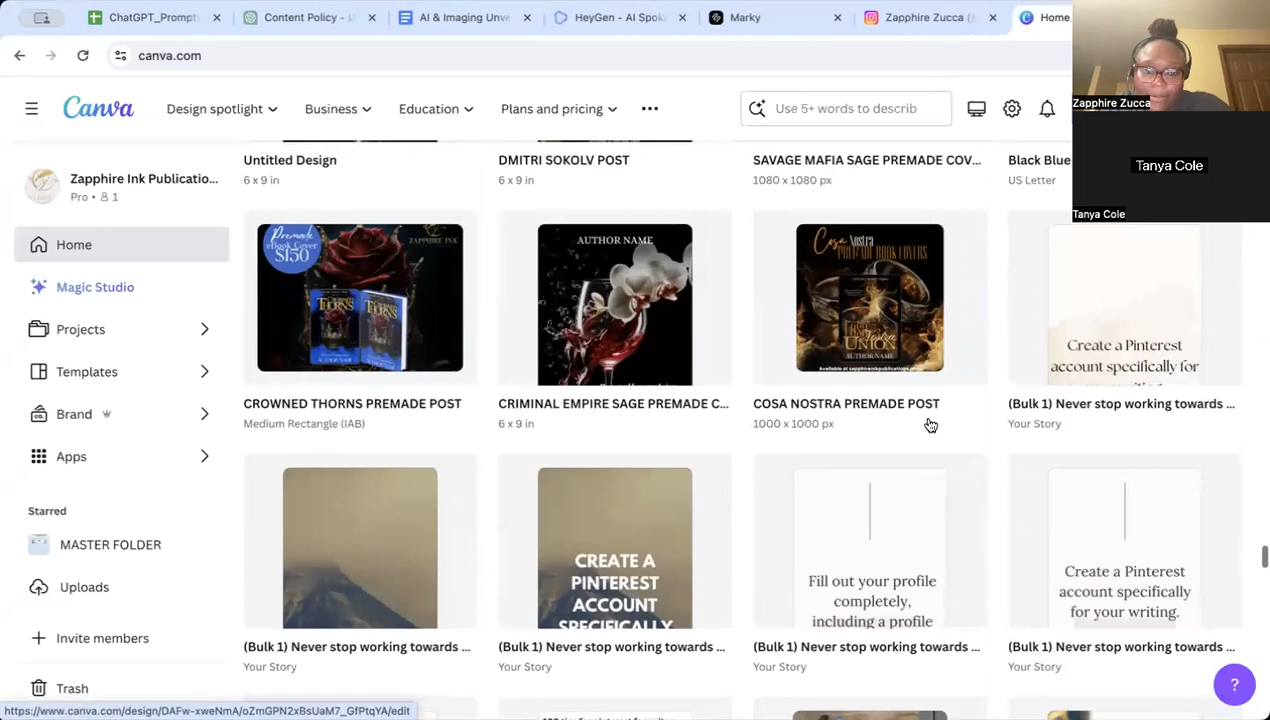 ChatGPT_Prompt
Content Policy - L
AI & Imaging Unve
HeyGen - AI Spok
Marky
Zapphire Zucca (
Home
canva.com
Canva
Design spotlight
Business
Education
Plans and pricing
Use 5+ words to describ
Zapphire Zucca
Tanya Cole
Tanya Cole
Zapphire Ink Publicatio...
Pro • 1
Home
Magic Studio
Projects
Templates
Brand
Apps
Starred
MASTER FOLDER
Uploads
Invite members
Trash
Untitled Design
6 x 9 in
DMITRI SOKOLV POST
6 x 9 in
SAVAGE MAFIA SAGE PREMADE COV...
1080 x 1080 px
Black Blue
US Letter
Premade
eBook Cover
$150
ZAPPHIRE INK
THORNS
AUTHOR NAME
CROWNED THORNS PREMADE POST
Medium Rectangle (IAB)
AUTHOR NAME
CRIMINAL EMPIRE SAGE PREMADE C...
6 x 9 in
Cosa Nostra
PREMADE BOOK COVERS
UNION
AUTHOR NAME
COSA NOSTRA PREMADE POST
1000 x 1000 px
Create a Pinterest
account specifically for
(Bulk 1) Never stop working towards ...
Your Story
(Bulk 1) Never stop working towards ...
Your Story
CREATE A
PINTEREST
ACCOUNT
SPECIFICALLY
(Bulk 1) Never stop working towards ...
Your Story
Fill out your profile
completely,
including a profile
(Bulk 1) Never stop working towards ...
Your Story
Create a Pinterest
account specifically
for your writing.
(Bulk 1) Never stop working towards ...
Your Story
https://www.canva.com/design/DAFw-xweNmA/oZmGPN2xBsUaM7_GfPtqYA/edit
?